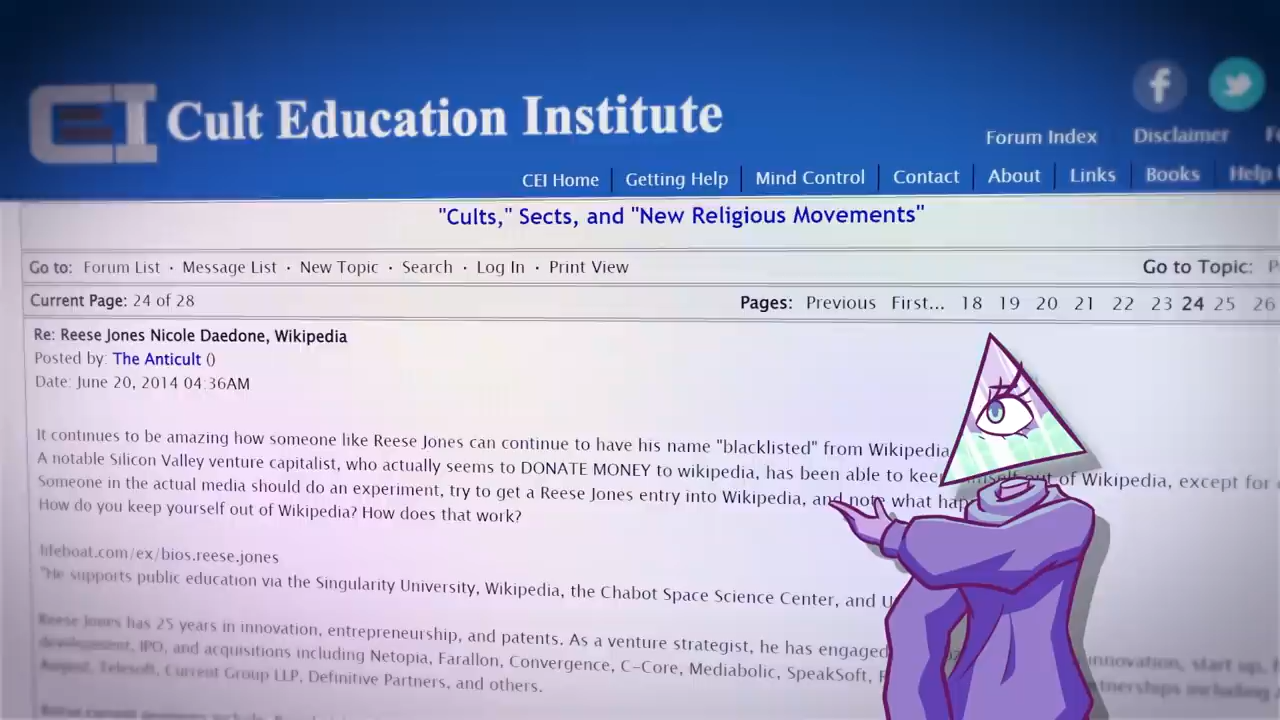 CEI Cult Education Institute
Forum Index Disclaimer
CEI Home Getting Help Mind Control Contact About Links Books Help
"Cults," Sects, and "New Religious Movements"
Go to: Forum List · Message List · New Topic · Search · Log In · Print View Go to Topic:
Current Page: 24 of 28 Pages: Previous First... 18 19 20 21 22 23 24 25 26
Re: Reese Jones Nicole Daedone, Wikipedia
Posted by: The Anticult ()
Date: June 20, 2014 04:36AM
It continues to be amazing how someone like Reese Jones can continue to have his name "blacklisted" from Wikipedia
A notable Silicon Valley venture capitalist, who actually seems to DONATE MONEY to wikipedia, has been able to keep out of Wikipedia, except for
Someone in the actual media should do an experiment, try to get a Reese Jones entry into Wikipedia, and note what
How do you keep yourself out of Wikipedia? How does that work?
lifeboat.com/ex/bios.reese.jones
"He supports public education via the Singularity University, Wikipedia, the Chabot Space Science Center, and
Reese Jones has 25 years in innovation, entrepreneurship, and patents. As a venture strategist, he has engaged innovation, start up,
development, IPO, and acquisitions including Netopia, Farallon, Convergence, C-Core, Mediabolic, SpeakSoft, including
August, Telesoft, Current Group LLP, Definitive Partners, and others.